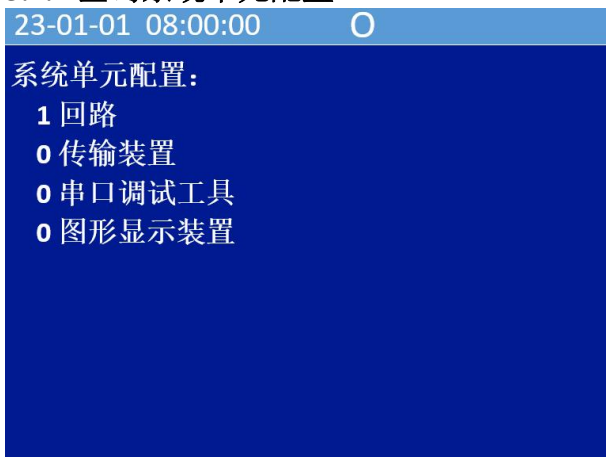 23-01-01 08:00:00 O
系统单元配置：
1 回路
0 传输装置
0 串口调试工具
0 图形显示装置